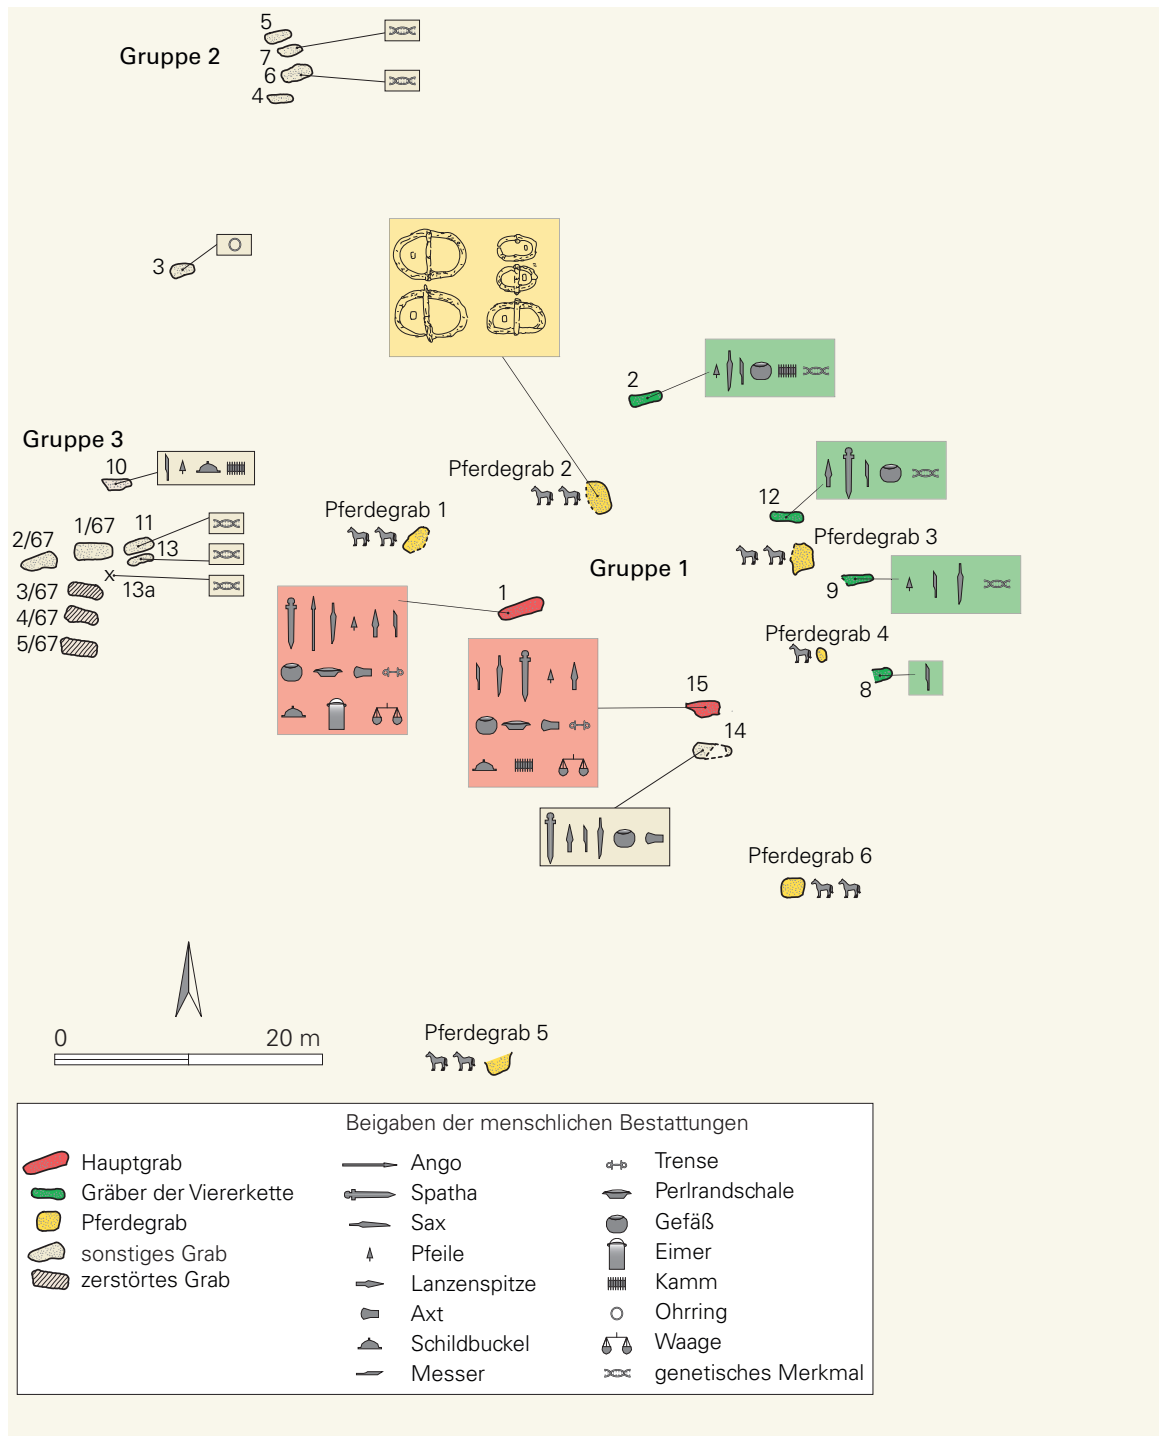 5
Gruppe 2
7
6
4
3
2
Gruppe 3
10
Pferdegrab 2
12
Pferdegrab 1
1/67
11
2/67
13
Pferdegrab 3
Gruppe 1
3/67
x
13a
9
1
4/67
5/67
Pferdegrab 4
15
8
14
Pferdegrab 6
0
20 m
Pferdegrab 5
Beigaben der menschlichen Bestattungen
Hauptgrab
Gräber der Viererkette
Pferdegrab
sonstiges Grab
zerstörtes Grab
Ango
Spatha
Sax
Pfeile
Lanzenspitze
Axt
Schildbuckel
Messer
Trense
Perlrandschale
Gefäß
Eimer
Kamm
Ohrring
Waage
genetisches Merkmal